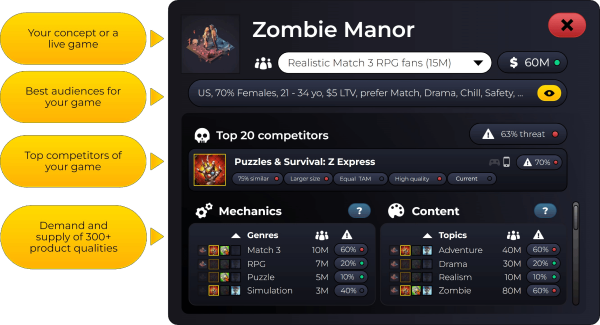 Your concept or a
live game
Best audiences for
your game
Top competitors of
your game
Demand and
supply of 300+
product qualities
Zombie Manor
Realistic Match 3 RPG fans (15M)
$ 60M
US, 70% Females, 21 - 34 yo, $5 LTV, prefer Match, Drama, Chill, Safety, ...
Top 20 competitors
63% threat
Puzzles & Survival: Z Express
70%
75% similar
Larger size
Equal TAM
High quality
Current
Mechanics
?
Genres
Match 3 10M 60%
RPG 7M 20%
Puzzle 5M 10%
Simulation 3M 40%
Content
?
Topics
Adventure 40M 60%
Drama 30M 20%
Realism 10M 10%
Zombie 80M 60%